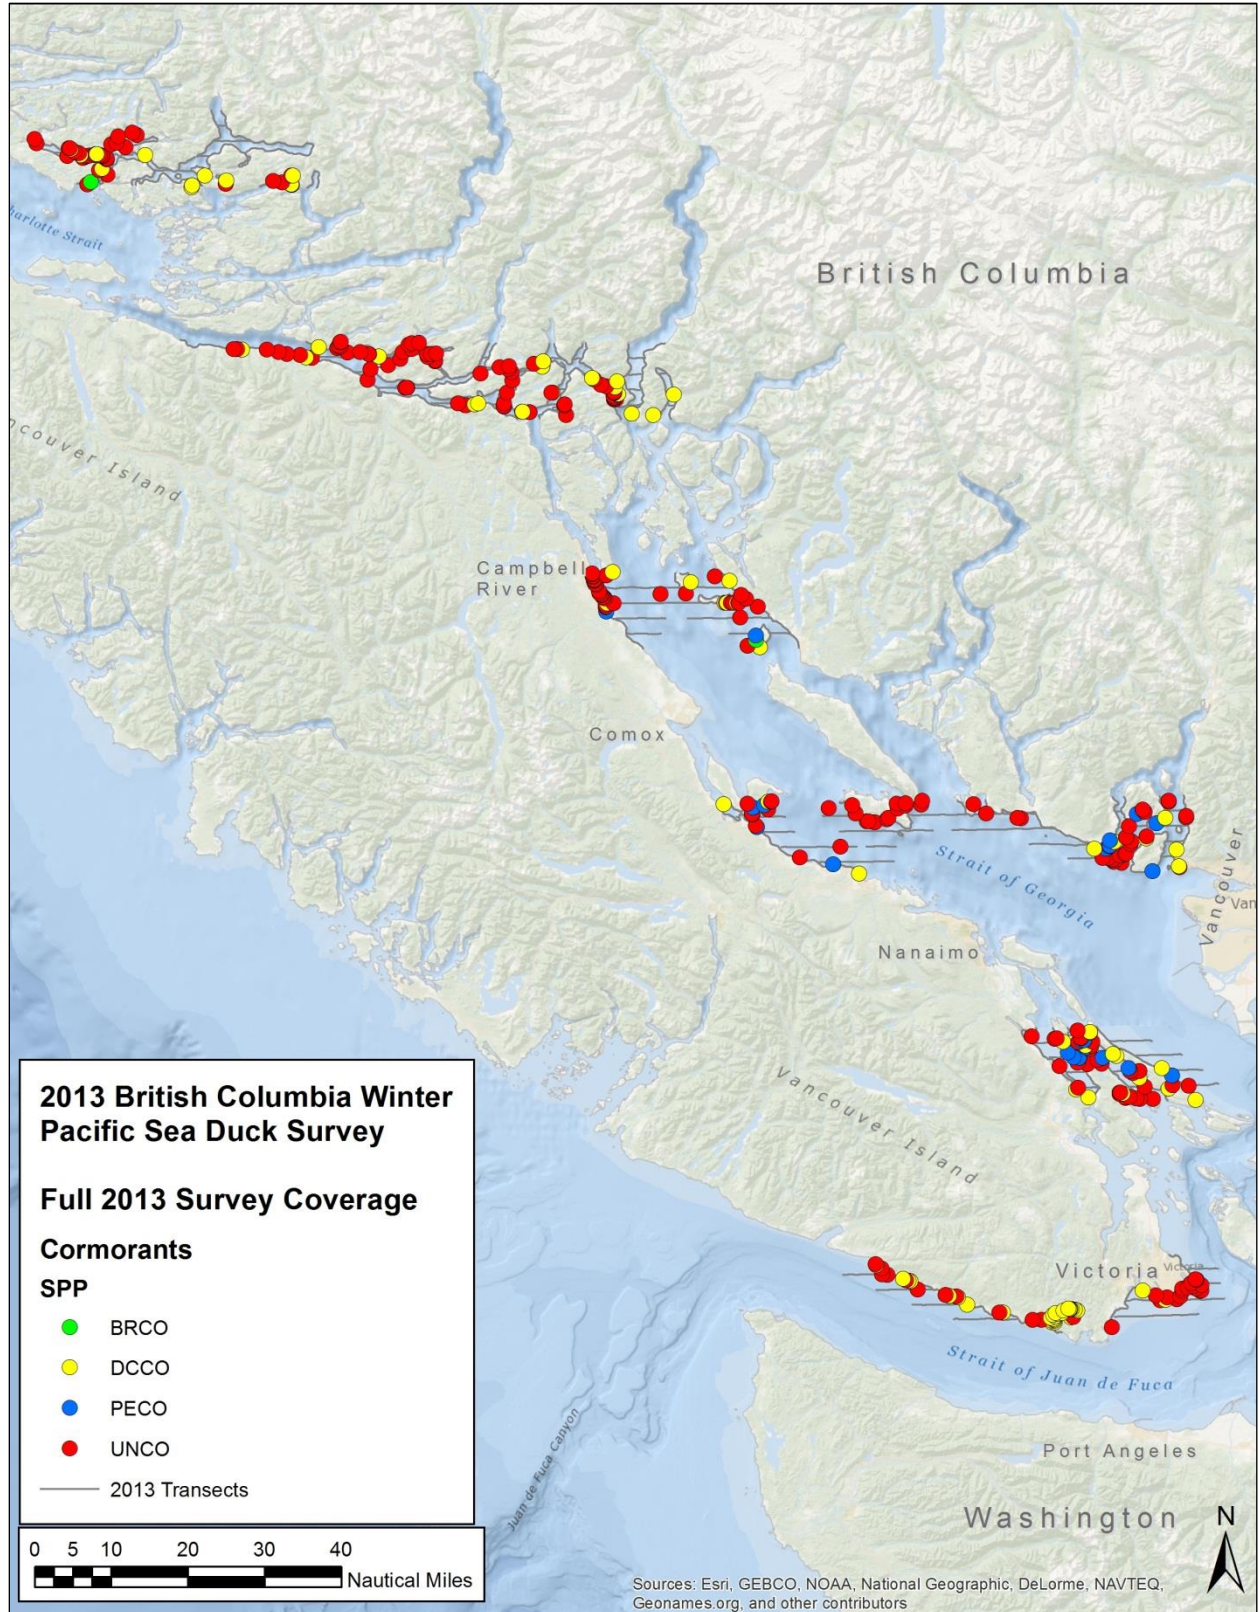 harlotte Strait
British Columbia
ncouver Island
Campbell
River
Comox
Strait of Georgia
Vancouver
Van
Nanaimo
Vancouver Island
Victoria
Victoria
Strait of Juan de Fuca
Juan de Fuca Canyon
Port Angeles
Washington
2013 British Columbia Winter
Pacific Sea Duck Survey
Full 2013 Survey Coverage
Cormorants
SPP
BRCO
DCCO
PECO
UNCO
2013 Transects
0 5 10 20 30 40
Nautical Miles
N
Sources: Esri, GEBCO, NOAA, National Geographic, DeLorme, NAVTEQ,
Geonames.org, and other contributors